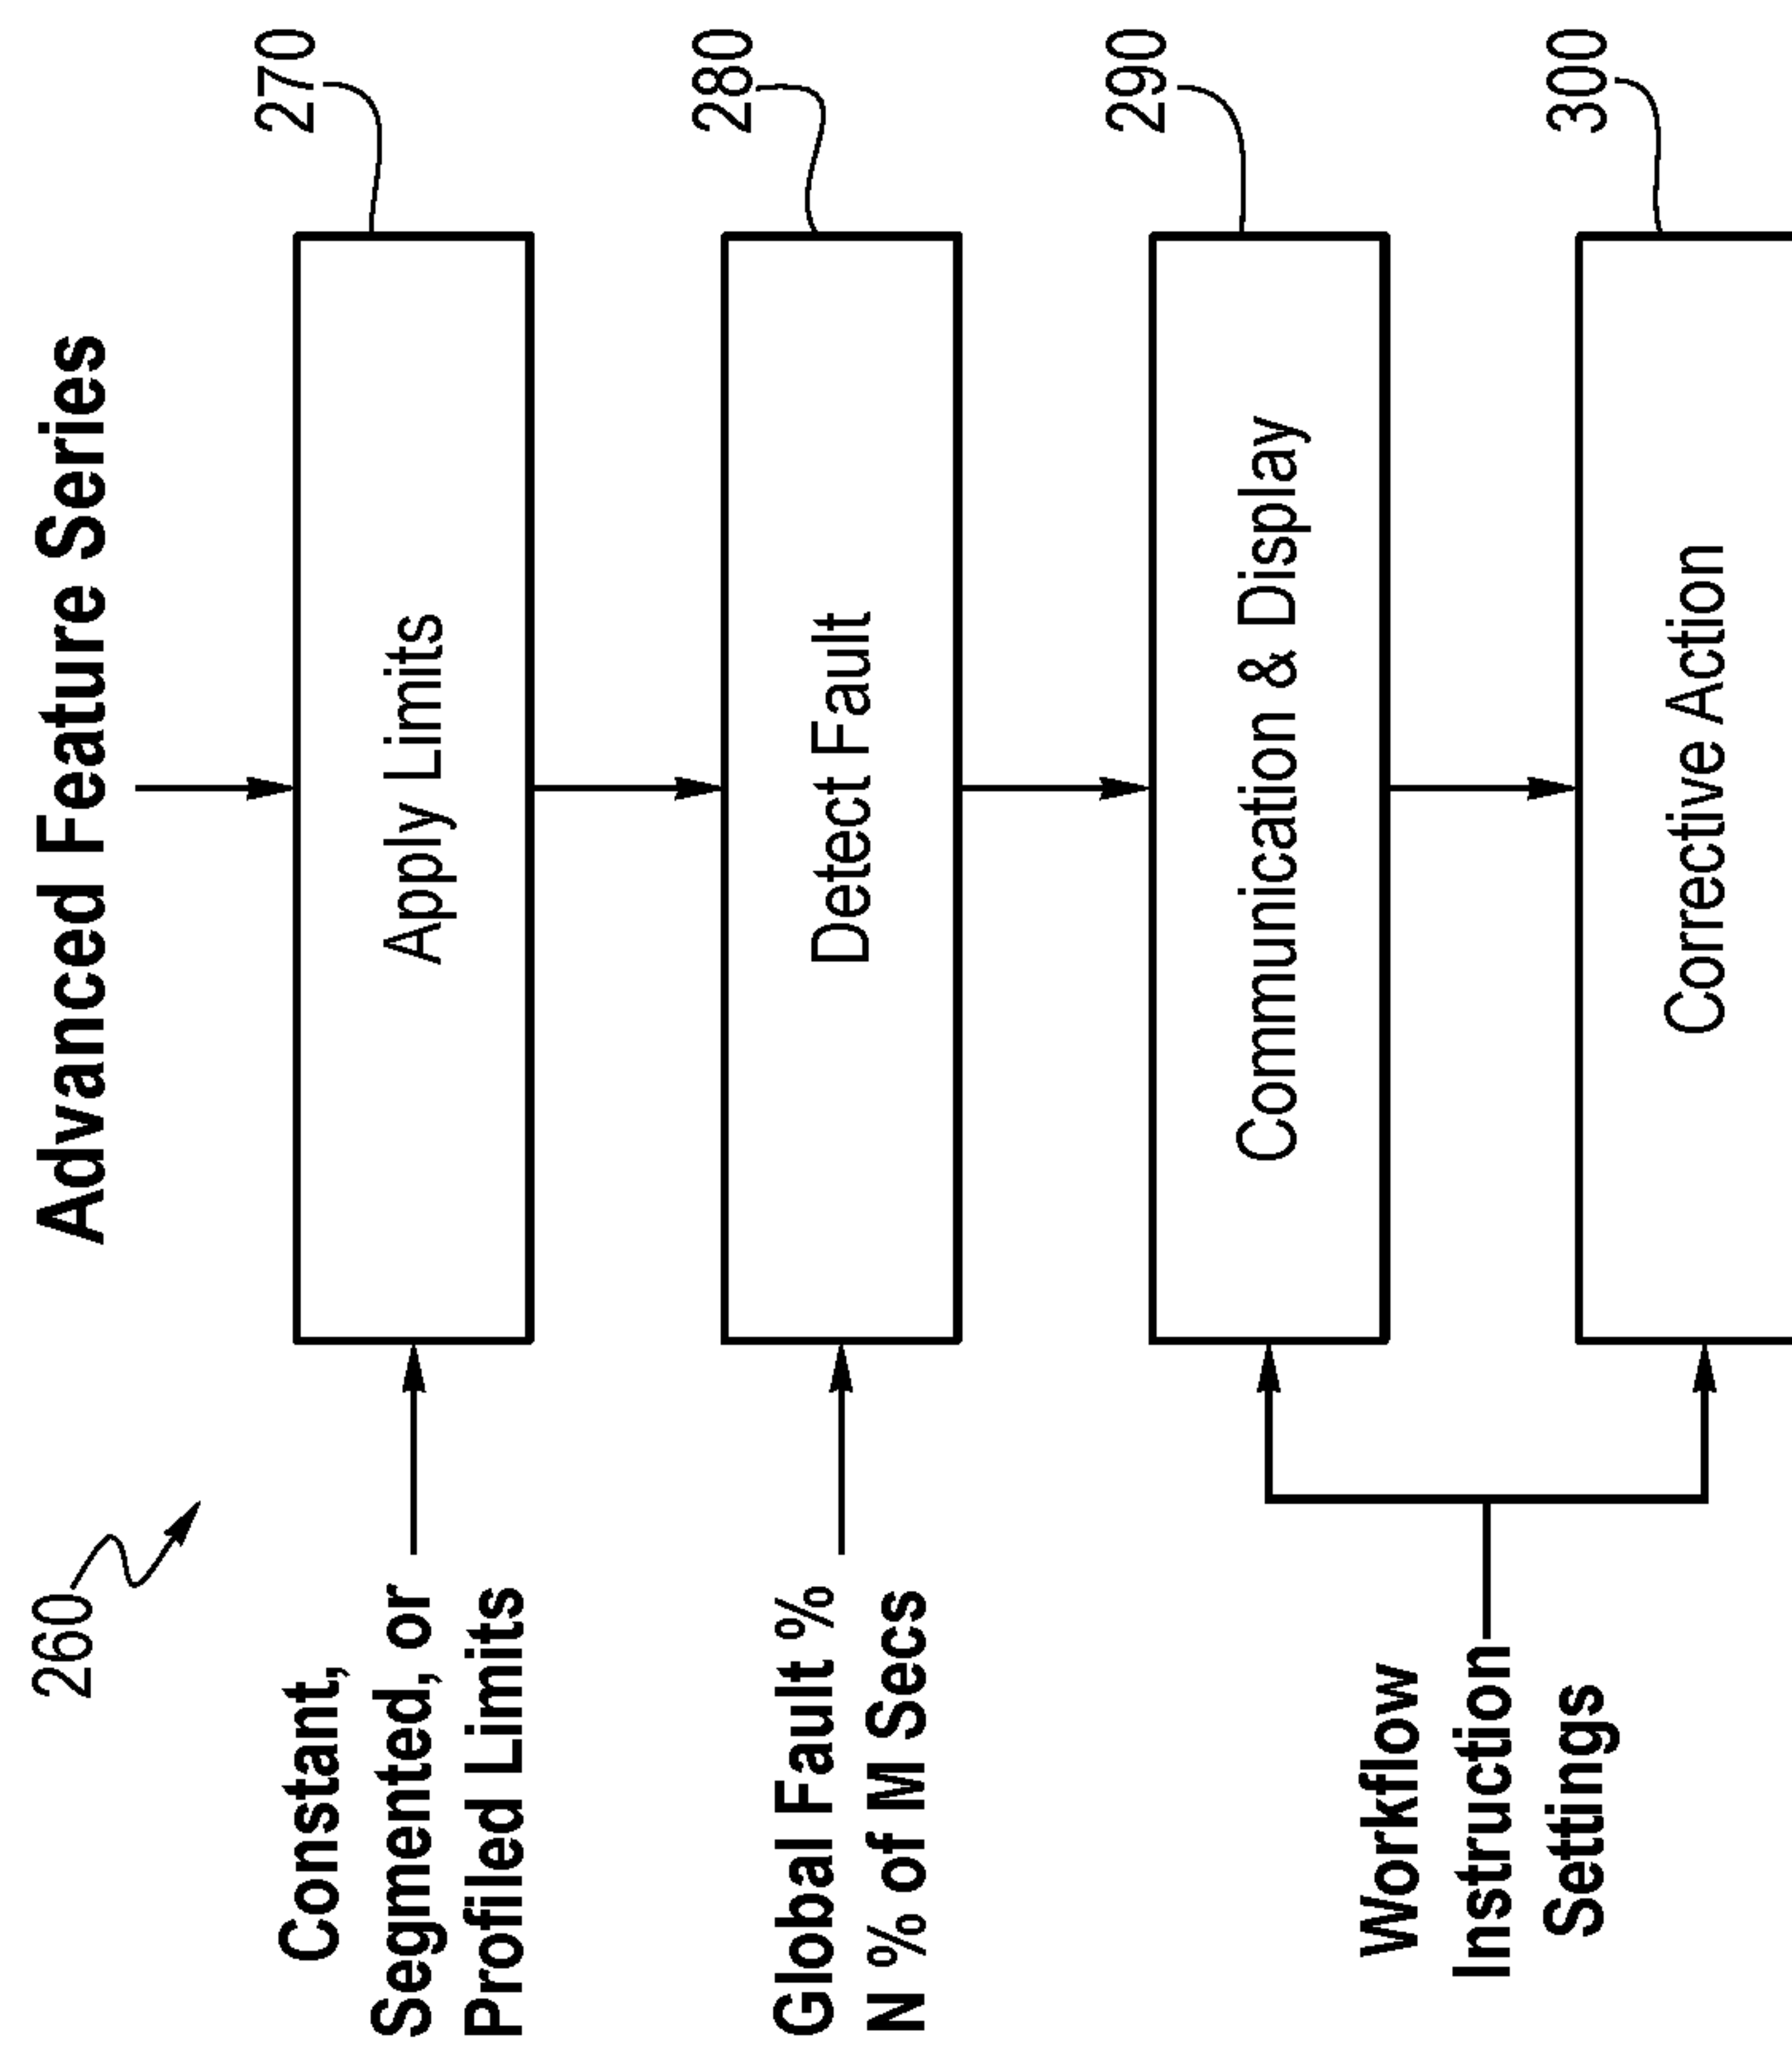 260
Advanced Feature Series
Constant,
Segmented, or
Profiled Limits
Apply Limits
270
Global Fault %
N % of M Secs
Detect Fault
280
Workflow
Instruction
Settings
Communication & Display
290
Corrective Action
300